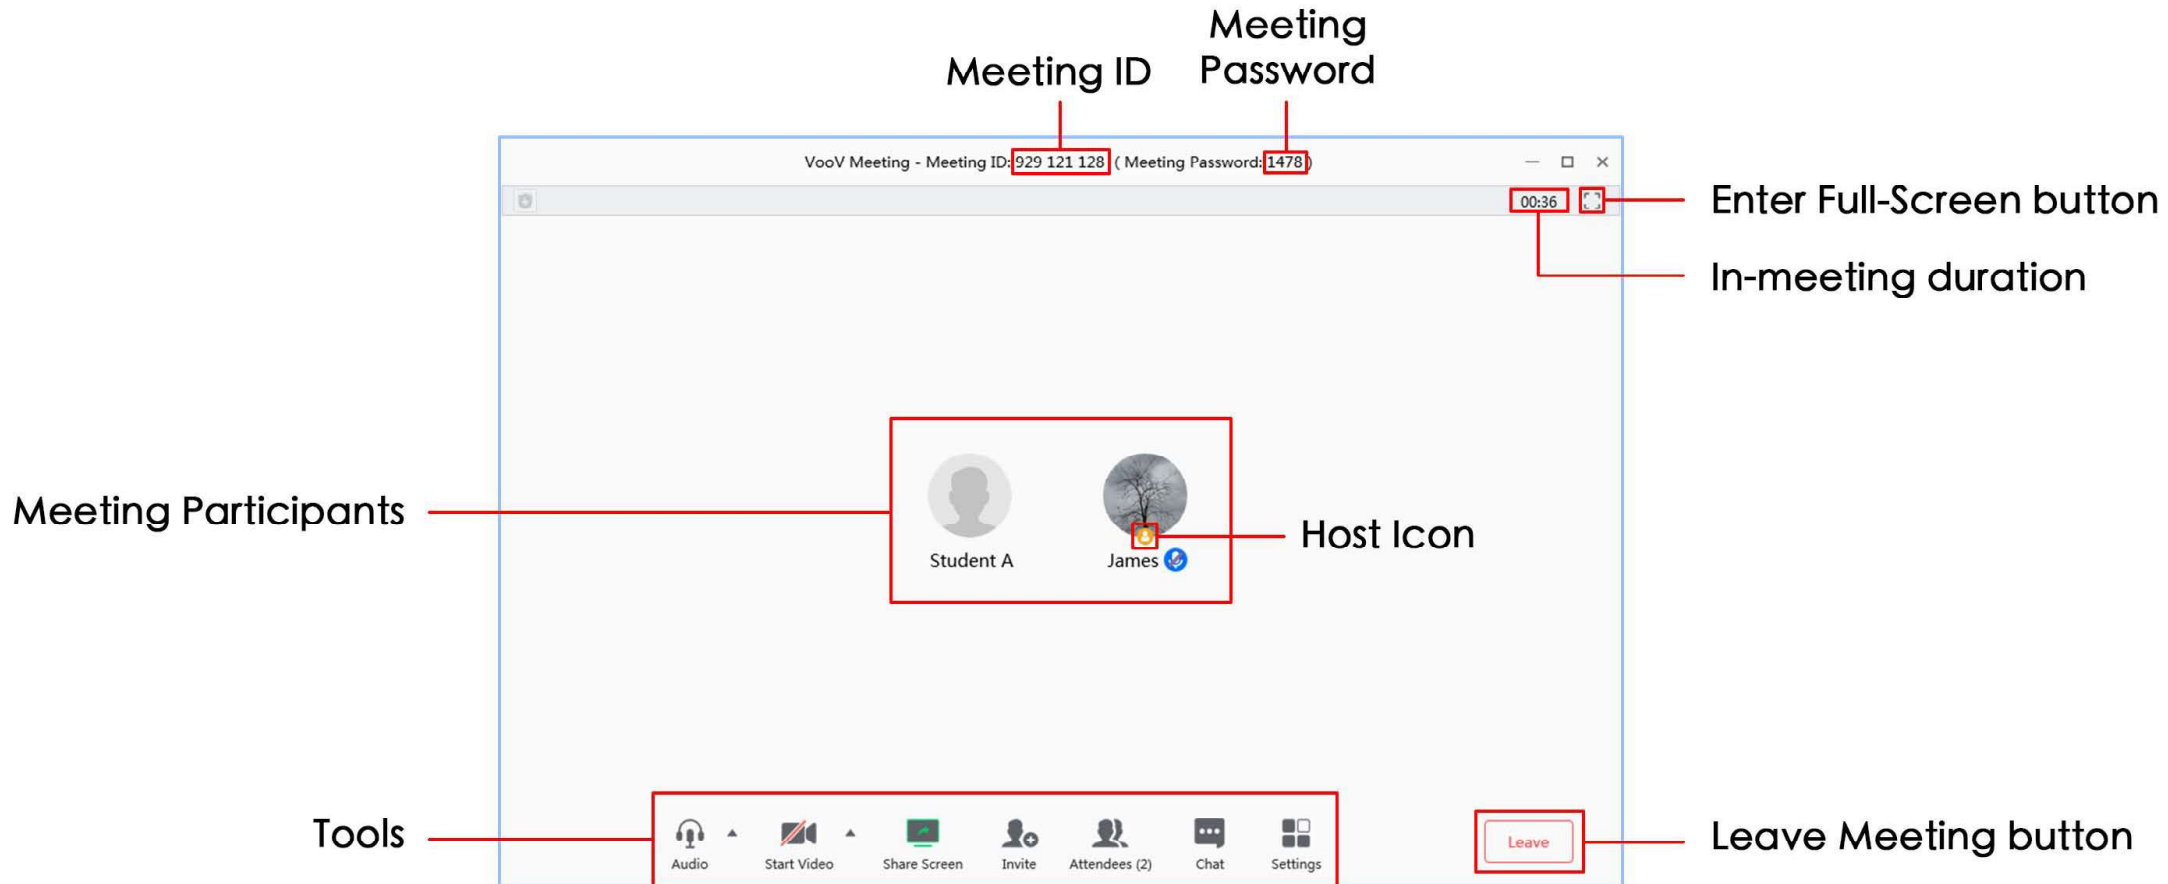 Meeting
Meeting ID Password
VooV Meeting - Meeting ID: 929 121 128 ( Meeting Password: 1478 )
00:36
Enter Full-Screen button
In-meeting duration
Meeting Participants
Host Icon
Student A James
Tools
Audio Start Video Share Screen Invite Attendees (2) Chat Settings
Leave
Leave Meeting button